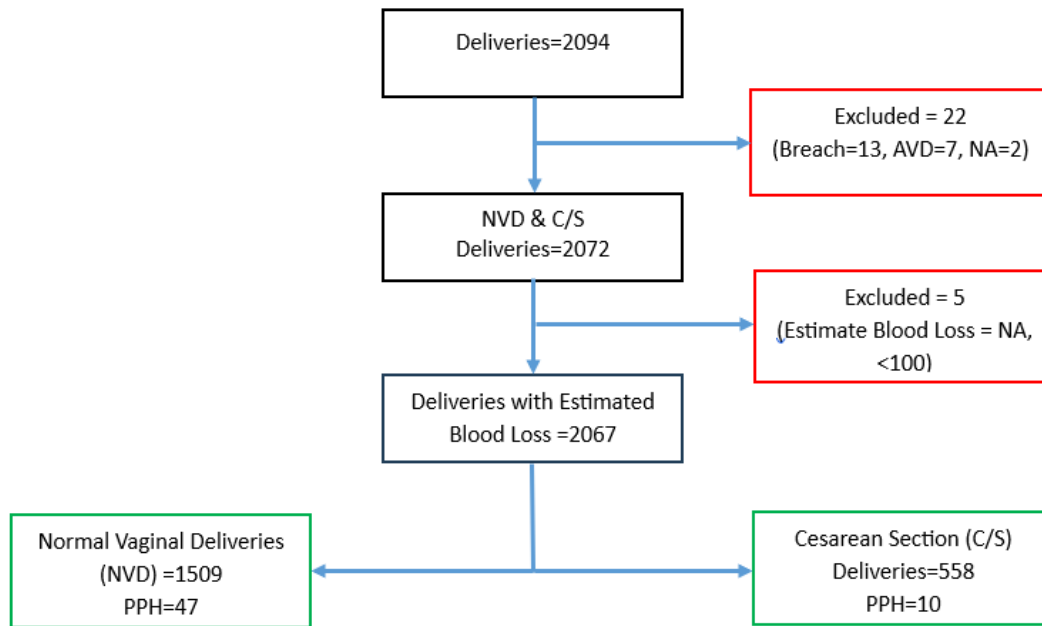 Deliveries=2094
Excluded = 22
(Breach=13, AVD=7, NA=2)
NVD & C/S
Deliveries=2072
Excluded = 5
(Estimate Blood Loss = NA,
<100)
Deliveries with Estimated
Blood Loss =2067
Normal Vaginal Deliveries
(NVD) =1509
PPH=47
Cesarean Section (C/S)
Deliveries=558
PPH=10